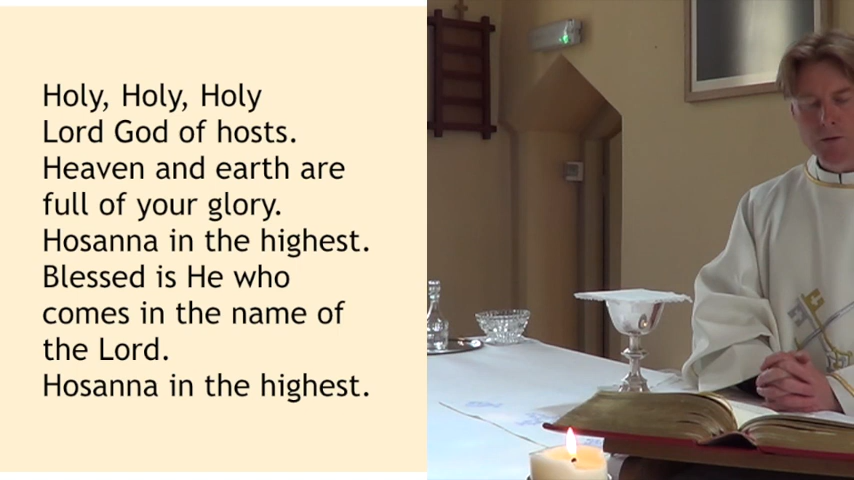 Holy, Holy, Holy
Lord God of hosts.
Heaven and earth are
full of your glory.
Hosanna in the highest.
Blessed is He who
comes in the name of
the Lord.
Hosanna in the highest.